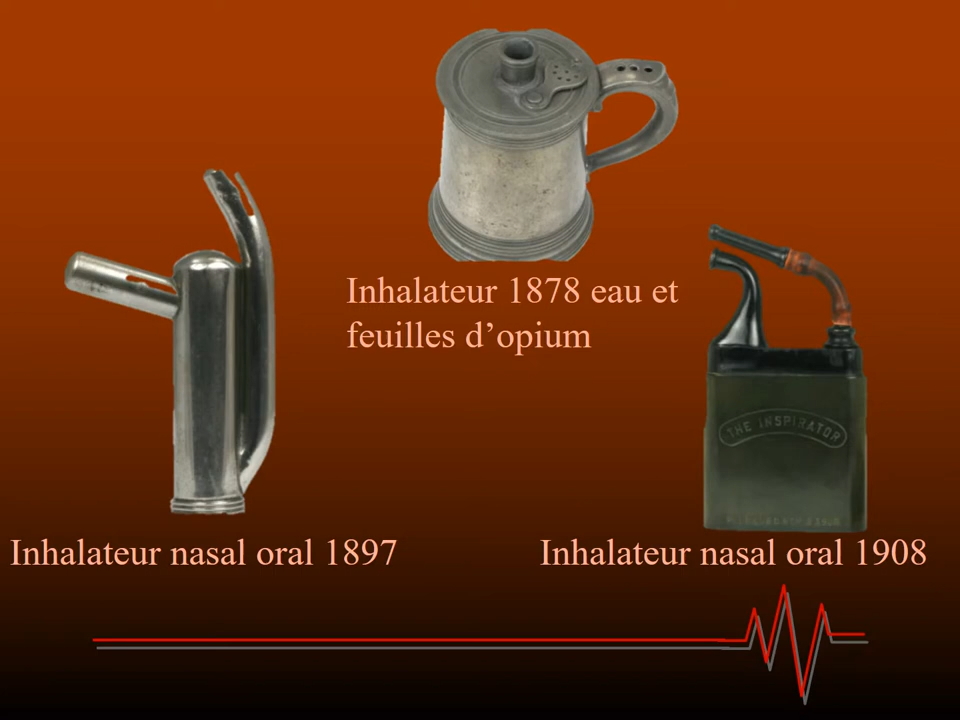 Inhalateur 1878 eau et
feuilles d’opium
THE INSPIRATOR
Inhalateur nasal oral 1897
Inhalateur nasal oral 1908